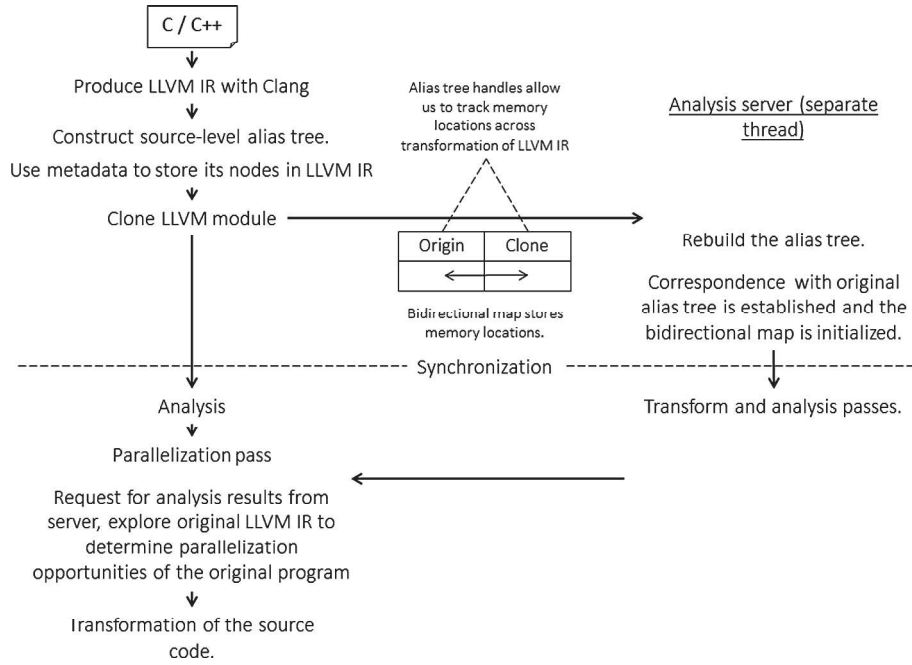 C / C++
Produce LLVM IR with Clang
Construct source-level alias tree.
Use metadata to store its nodes in LLVM IR
Clone LLVM module
Alias tree handles allow
us to track memory
locations across
transformation of LLVM IR
Origin
Clone
Bidirectional map stores
memory locations.
Analysis server (separate
thread)
Rebuild the alias tree.
Correspondence with original
alias tree is established and the
bidirectional map is initialized.
Synchronization
Analysis
Transform and analysis passes.
Parallelization pass
Request for analysis results from
server, explore original LLVM IR to
determine parallelization
opportunities of the original program
Transformation of the source
code.